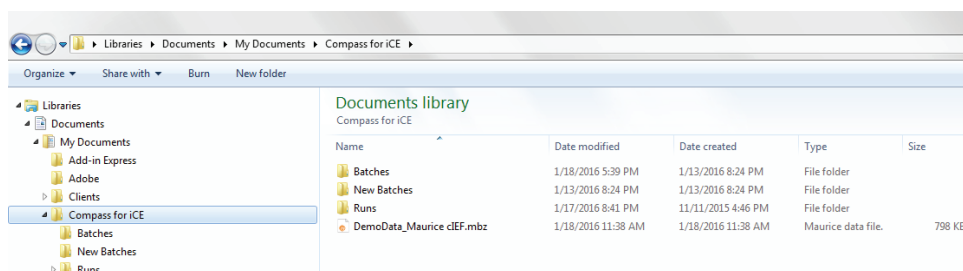 Libraries Documents My Documents Compass for iCE
Organize Share with Burn New folder
Libraries
Documents
My Documents
Add-in Express
Adobe
Clients
Compass for iCE
Batches
New Batches
Runs
Documents library
Compass for iCE
Name Date modified Date created Type Size
Batches 1/18/2016 5:39 PM 1/13/2016 8:24 PM File folder
New Batches 1/13/2016 8:24 PM 1/13/2016 8:24 PM File folder
Runs 1/17/2016 8:41 PM 11/11/2015 4:46 PM File folder
DemoData_Maurice cIEF.mbz 1/18/2016 11:38 AM 1/18/2016 11:38 AM Maurice data file. 798 KB